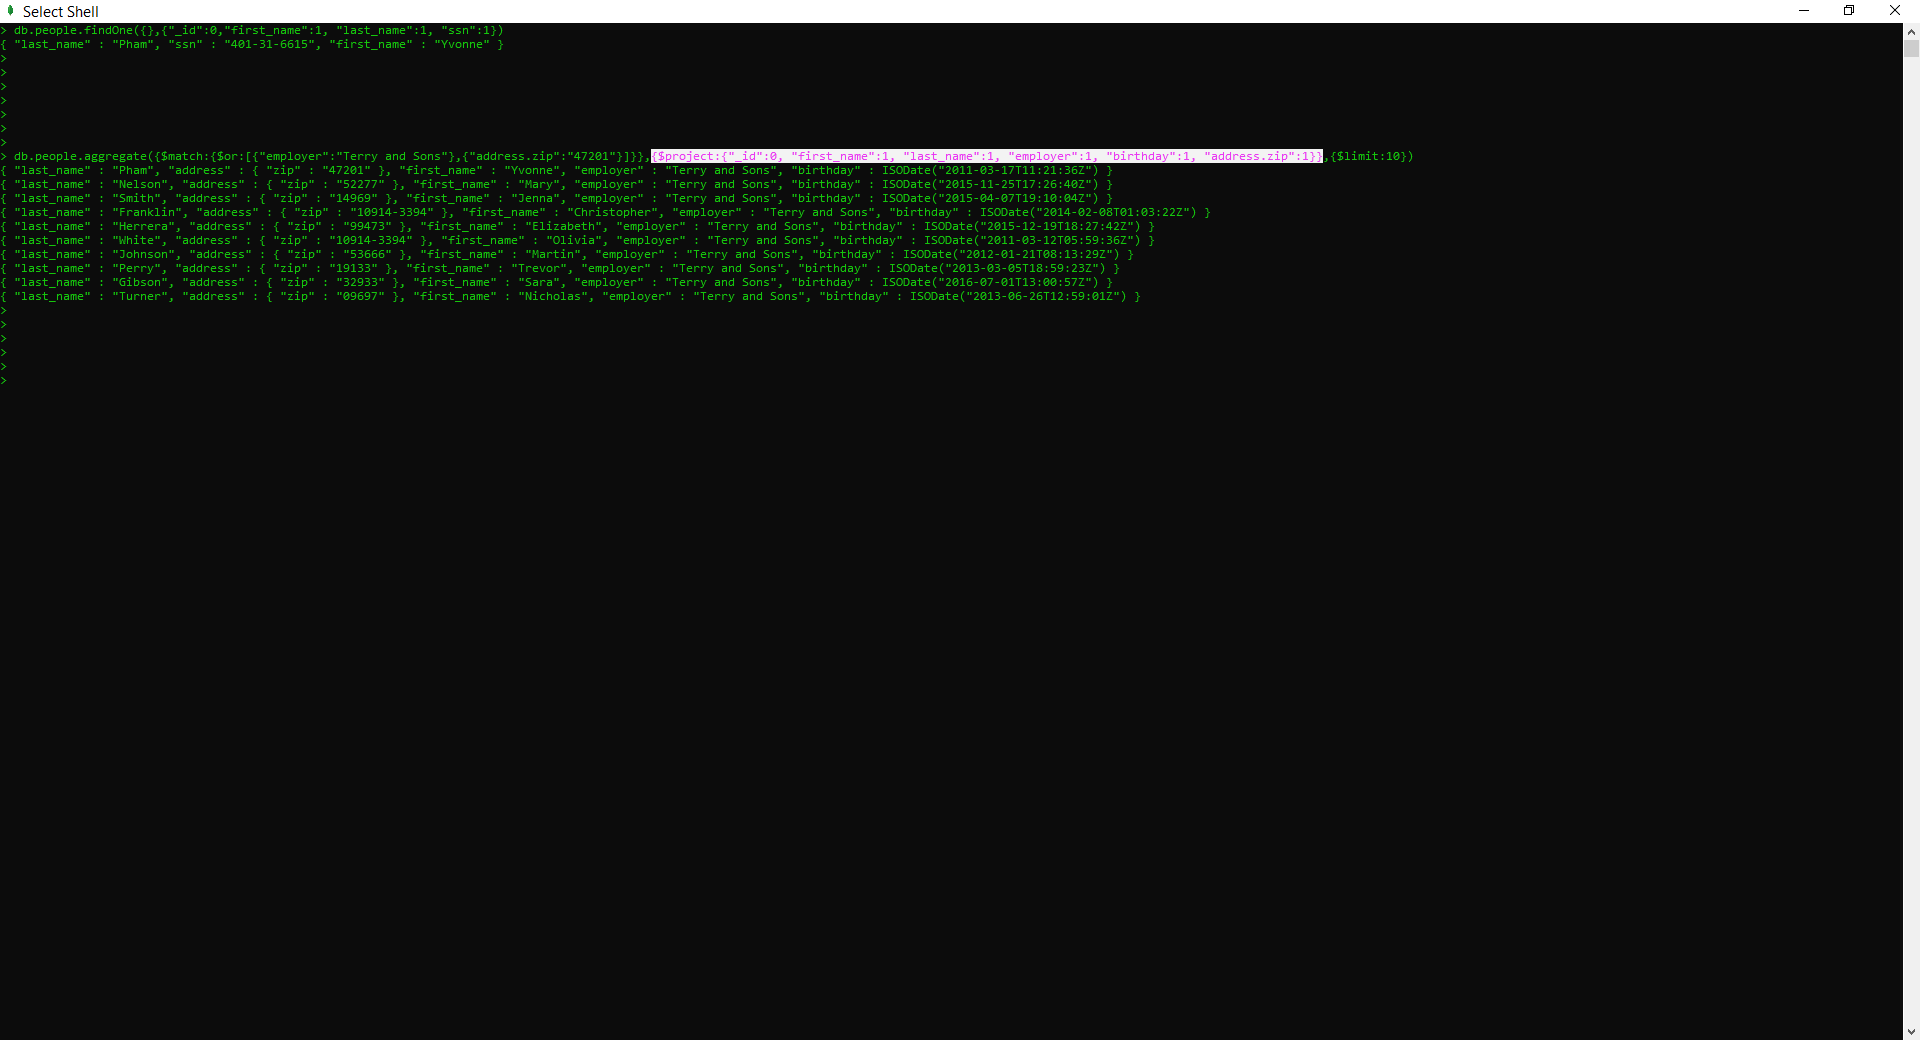 Select Shell
> db.people.findOne({},{"_id":0,"first_name":1, "last_name":1, "ssn":1})
{ "last_name" : "Pham", "ssn" : "401-31-6615", "first_name" : "Yvonne" }
>
>
>
>
>
>
>
> db.people.aggregate({$match:{$or:[{"employer":"Terry and Sons"},{"address.zip":"47201"}]}},{$project:{"_id":0, "first_name":1, "last_name":1, "employer":1, "birthday":1, "address.zip":1}},{$limit:10})
{ "last_name" : "Pham", "address" : { "zip" : "47201" }, "first_name" : "Yvonne", "employer" : "Terry and Sons", "birthday" : ISODate("2011-03-17T11:21:36Z") }
{ "last_name" : "Nelson", "address" : { "zip" : "52277" }, "first_name" : "Mary", "employer" : "Terry and Sons", "birthday" : ISODate("2015-11-25T17:26:40Z") }
{ "last_name" : "Smith", "address" : { "zip" : "14969" }, "first_name" : "Jenna", "employer" : "Terry and Sons", "birthday" : ISODate("2015-04-07T19:10:04Z") }
{ "last_name" : "Franklin", "address" : { "zip" : "10914-3394" }, "first_name" : "Christopher", "employer" : "Terry and Sons", "birthday" : ISODate("2014-02-08T01:03:22Z") }
{ "last_name" : "Herrera", "address" : { "zip" : "99473" }, "first_name" : "Elizabeth", "employer" : "Terry and Sons", "birthday" : ISODate("2015-12-19T18:27:42Z") }
{ "last_name" : "White", "address" : { "zip" : "10914-3394" }, "first_name" : "Olivia", "employer" : "Terry and Sons", "birthday" : ISODate("2011-03-12T05:59:36Z") }
{ "last_name" : "Johnson", "address" : { "zip" : "53666" }, "first_name" : "Martin", "employer" : "Terry and Sons", "birthday" : ISODate("2012-01-21T08:13:29Z") }
{ "last_name" : "Perry", "address" : { "zip" : "19133" }, "first_name" : "Trevor", "employer" : "Terry and Sons", "birthday" : ISODate("2013-03-05T18:59:23Z") }
{ "last_name" : "Gibson", "address" : { "zip" : "32933" }, "first_name" : "Sara", "employer" : "Terry and Sons", "birthday" : ISODate("2016-07-01T13:00:57Z") }
{ "last_name" : "Turner", "address" : { "zip" : "09697" }, "first_name" : "Nicholas", "employer" : "Terry and Sons", "birthday" : ISODate("2013-06-26T12:59:01Z") }
>
>
>
>
>
>